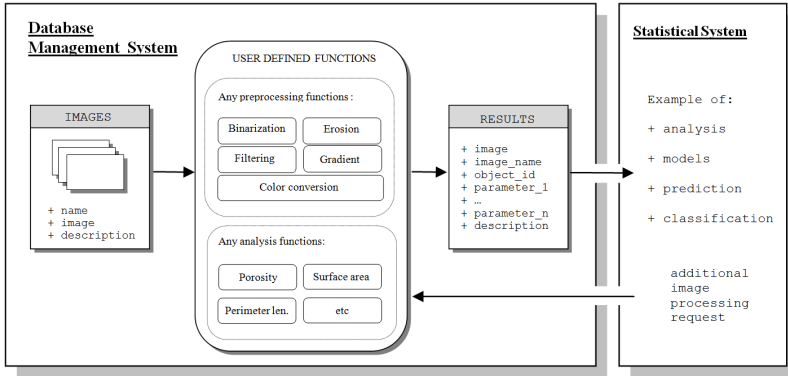 Database
Management System
USER DEFINED FUNCTIONS
Any preprocessing functions :
Binarization
Erosion
Filtering
Gradient
Color conversion
Any analysis functions:
Porosity
Surface area
Perimeter len.
etc
IMAGES
+ name
+ image
+ description
RESULTS
+ image
+ image_name
+ object_id
+ parameter_1
+ …
+ parameter_n
+ description
Statistical System
Example of:
+ analysis
+ models
+ prediction
+ classification
additional
image
processing
request